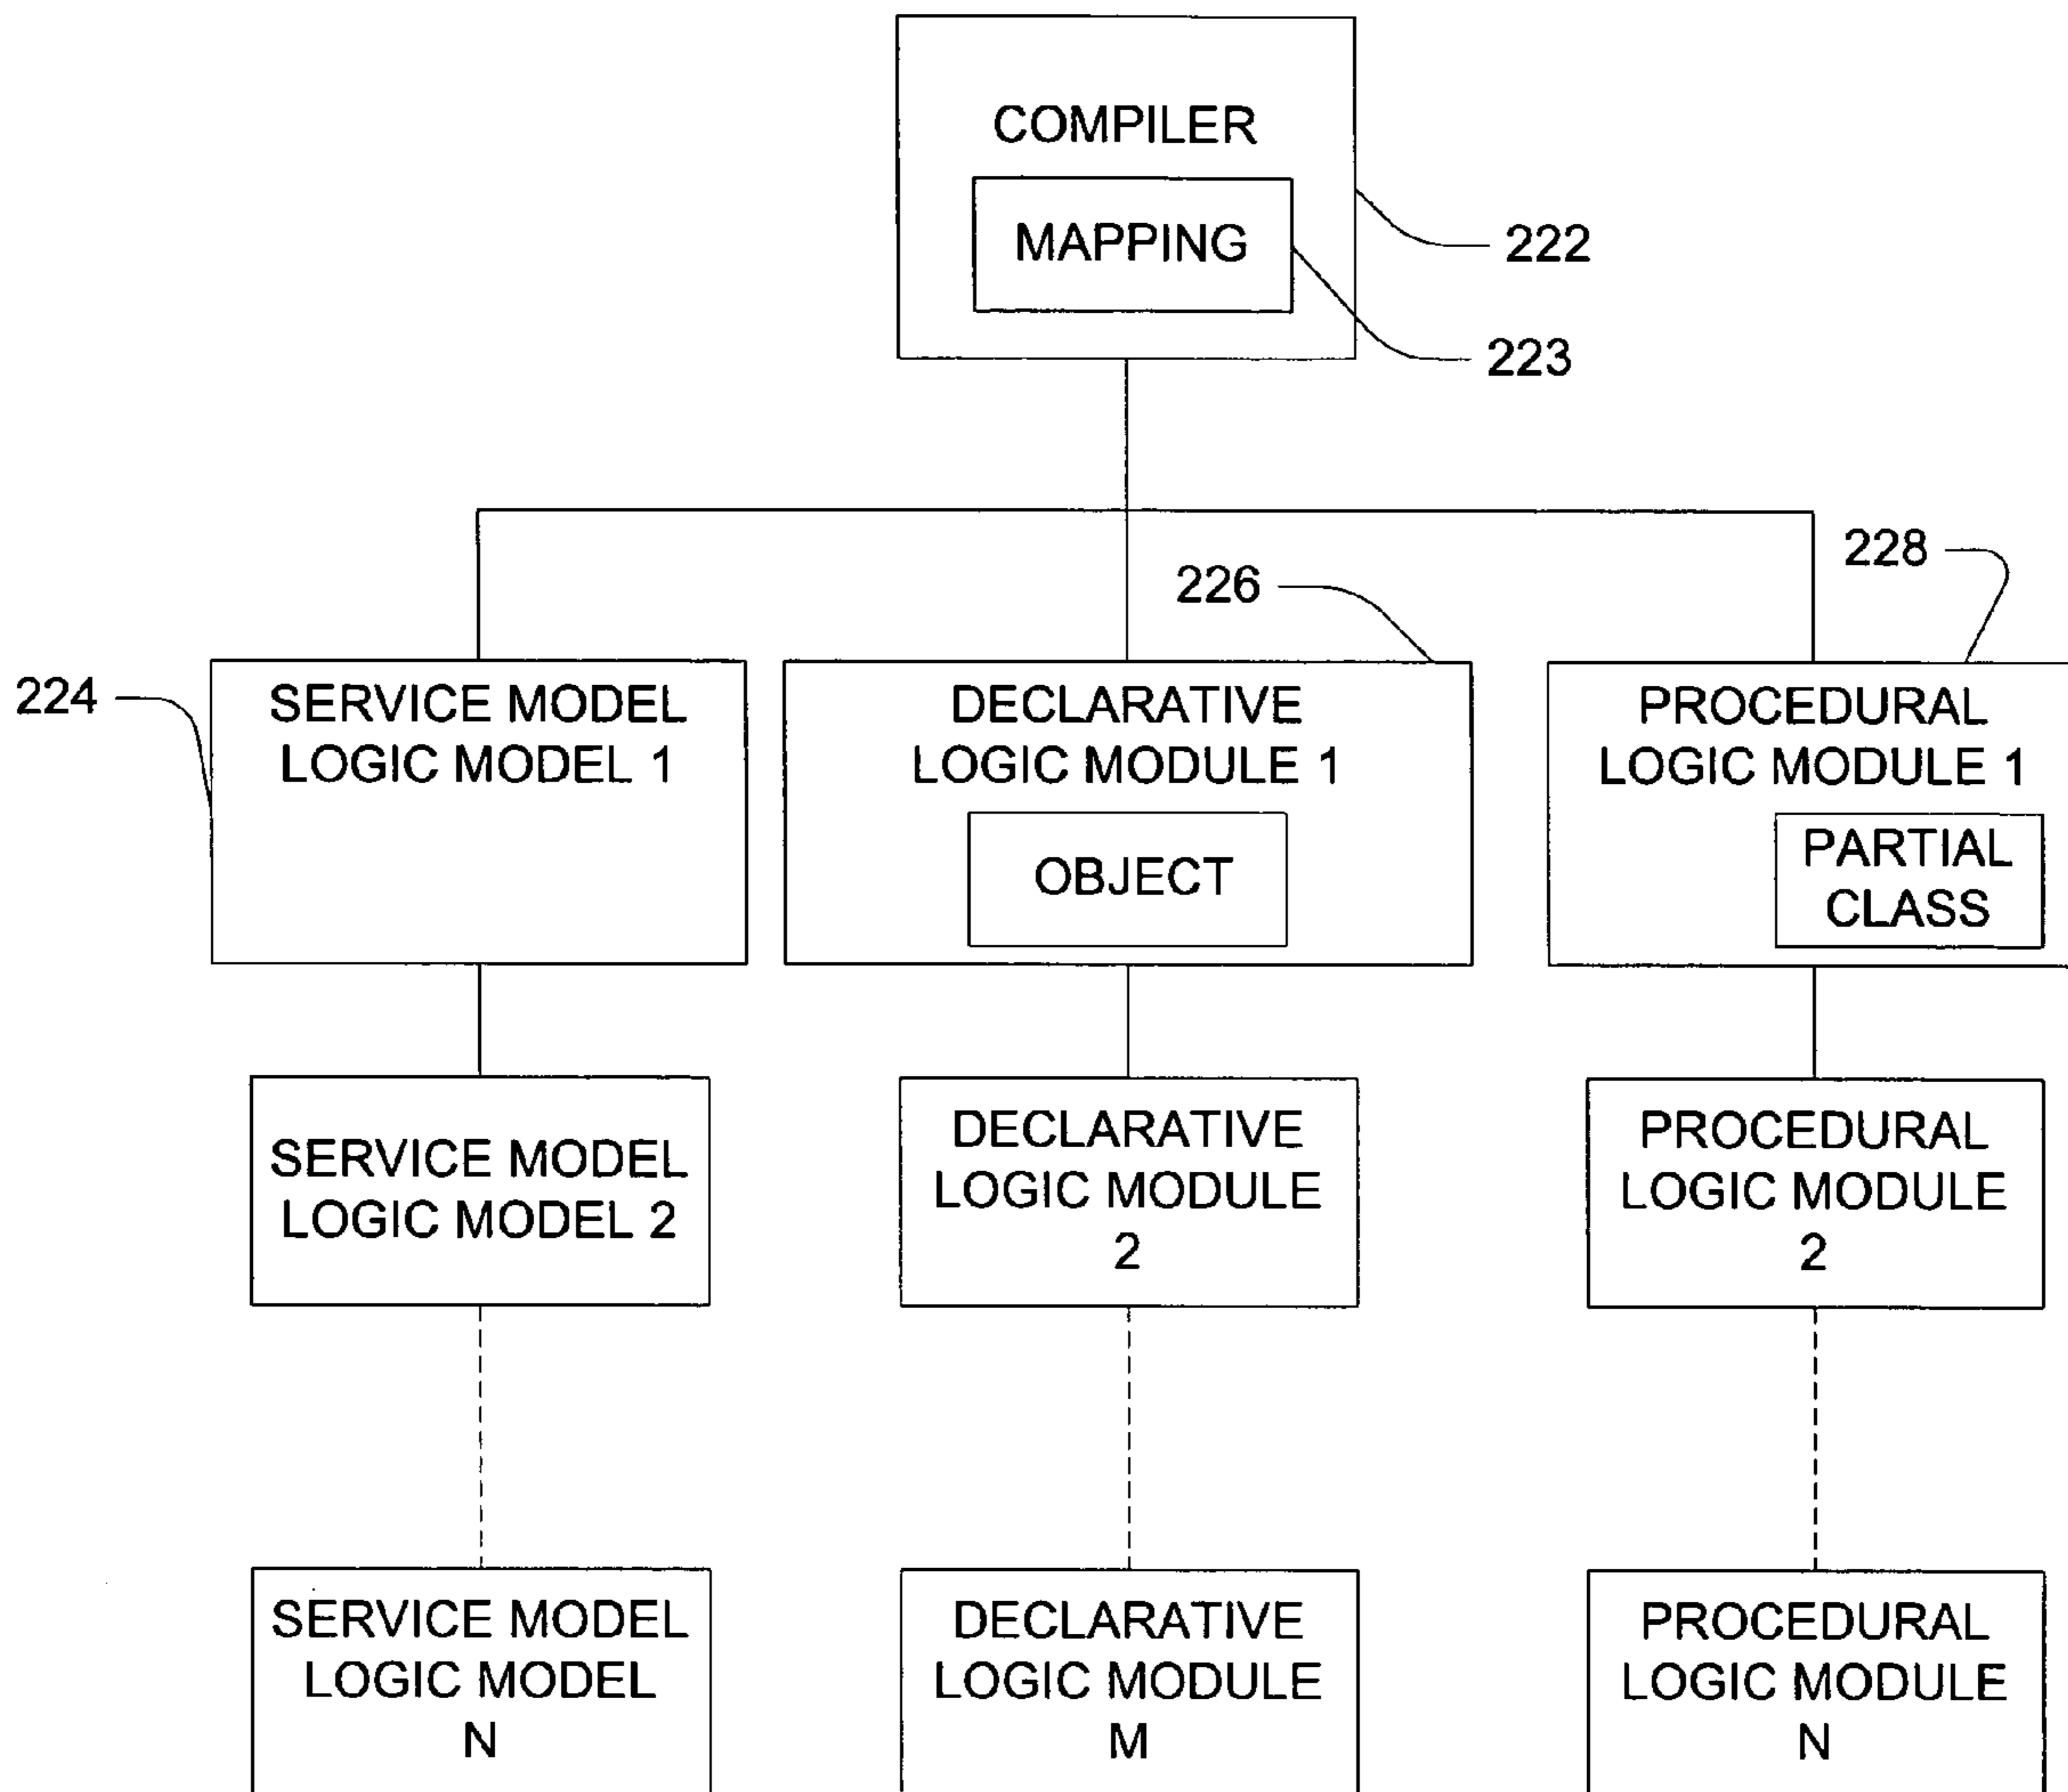 COMPILER
MAPPING
222
223
228
226
224
SERVICE MODEL
LOGIC MODEL 1
DECLARATIVE
LOGIC MODULE 1
OBJECT
PROCEDURAL
LOGIC MODULE 1
PARTIAL
CLASS
SERVICE MODEL
LOGIC MODEL 2
DECLARATIVE
LOGIC MODULE
2
PROCEDURAL
LOGIC MODULE
2
SERVICE MODEL
LOGIC MODEL
N
DECLARATIVE
LOGIC MODULE
M
PROCEDURAL
LOGIC MODULE
N